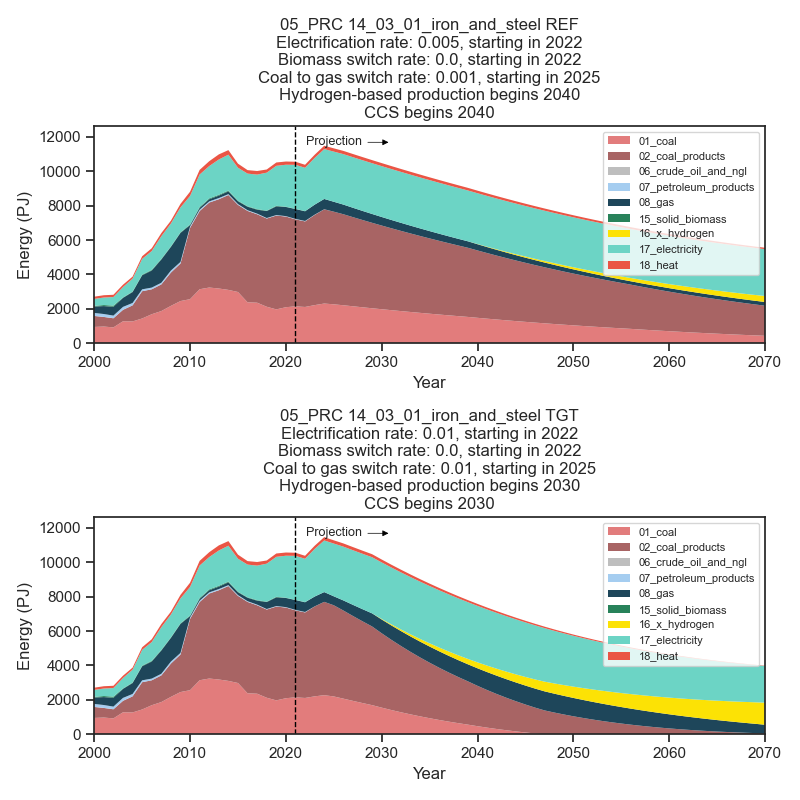 05_PRC 14_03_01_iron_and_steel REF
Electrification rate: 0.005, starting in 2022
Biomass switch rate: 0.0, starting in 2022
Coal to gas switch rate: 0.001, starting in 2025
Hydrogen-based production begins 2040
CCS begins 2040
Projection
01_coal
02_coal_products
06_crude_oil_and_ngl
07_petroleum_products
08_gas
15_solid_biomass
16_x_hydrogen
17_electricity
18_heat
12000
10000
8000
6000
4000
2000
0
Energy (PJ)
2000 2010 2020 2030 2040 2050 2060 2070
Year
05_PRC 14_03_01_iron_and_steel TGT
Electrification rate: 0.01, starting in 2022
Biomass switch rate: 0.0, starting in 2022
Coal to gas switch rate: 0.01, starting in 2025
Hydrogen-based production begins 2030
CCS begins 2030
Projection
01_coal
02_coal_products
06_crude_oil_and_ngl
07_petroleum_products
08_gas
15_solid_biomass
16_x_hydrogen
17_electricity
18_heat
12000
10000
8000
6000
4000
2000
0
Energy (PJ)
2000 2010 2020 2030 2040 2050 2060 2070
Year